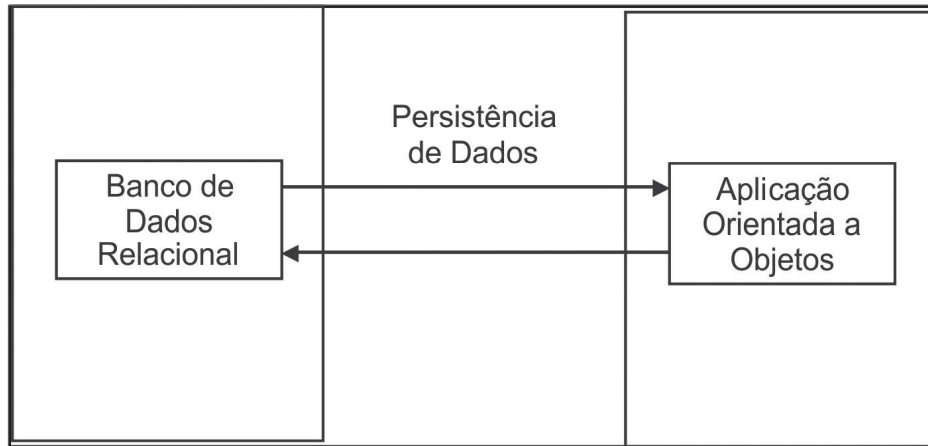 Persistência
de Dados
Banco de
Dados
Relacional
Aplicação
Orientada a
Objetos